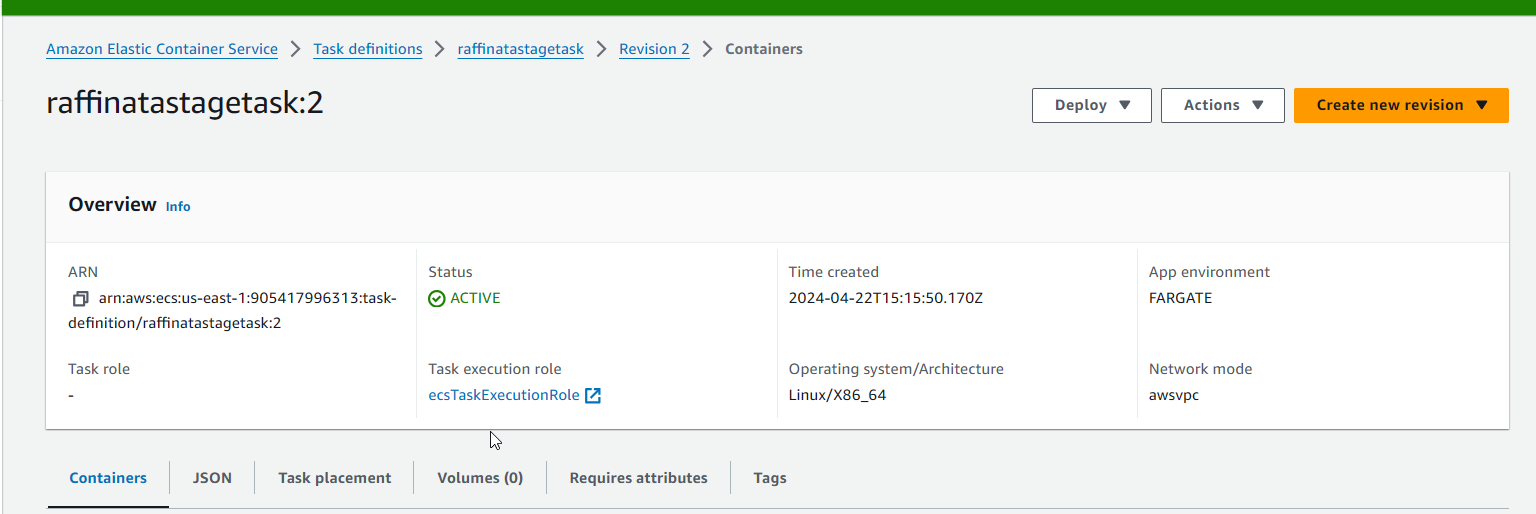 Amazon Elastic Container Service > Task definitions > raffinatastagetask > Revision 2 > Containers
raffinatastagetask:2
Deploy
Actions
Create new revision
Overview Info
ARN
arn:aws:ecs:us-east-1:905417996313:task-
definition/raffinatastagetask:2
Status
ACTIVE
Time created
2024-04-22T15:15:50.170Z
App environment
FARGATE
Task role
-
Task execution role
ecsTaskExecutionRole
Operating system/Architecture
Linux/X86_64
Network mode
awsvpc
Containers
JSON
Task placement
Volumes (0)
Requires attributes
Tags